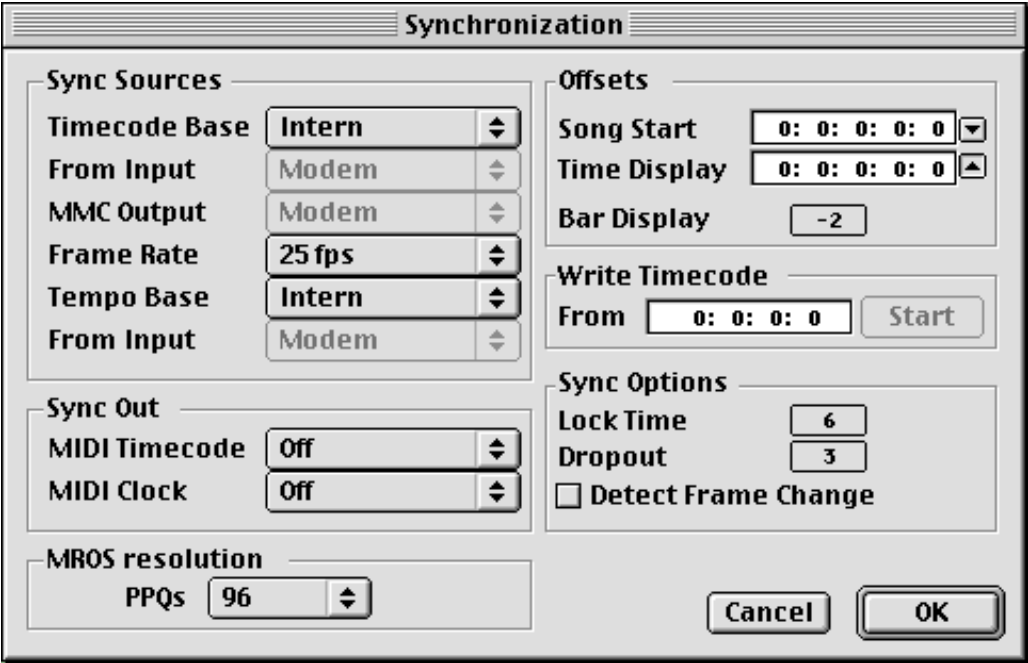 Synchronization
Sync Sources
Timecode Base Intern
From Input Modem
MMC Output Modem
Frame Rate 25 fps
Tempo Base Intern
From Input Modem
Sync Out
MIDI Timecode Off
MIDI Clock Off
MROS resolution
PPQs 96
Offsets
Song Start 0: 0: 0: 0: 0
Time Display 0: 0: 0: 0: 0
Bar Display -2
Write Timecode
From 0: 0: 0: 0 Start
Sync Options
Lock Time 6
Dropout 3
Detect Frame Change
Cancel OK